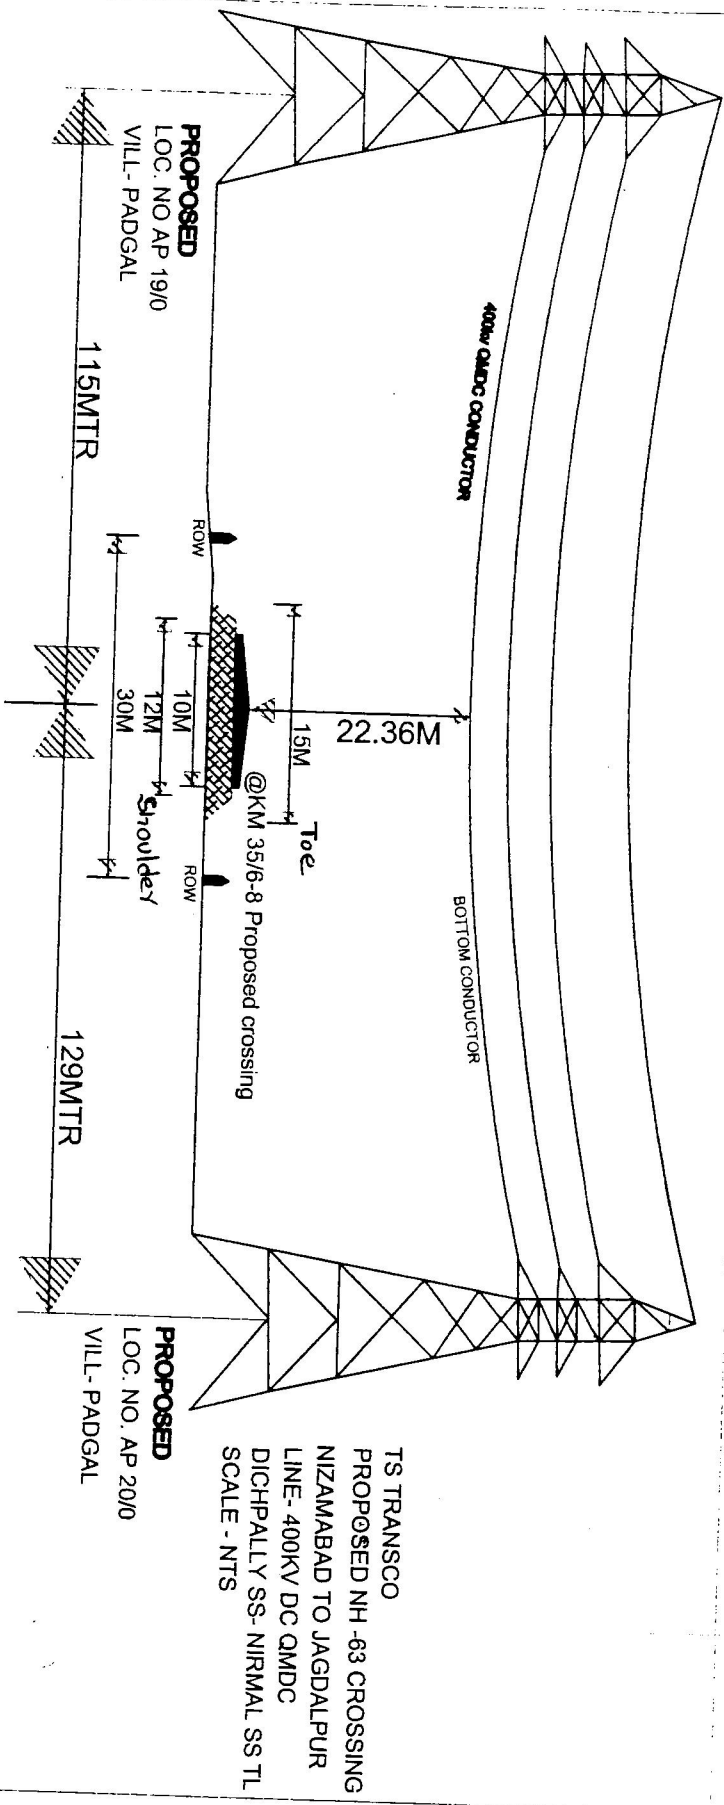 400kv QMDC CONDUCTOR
BOTTOM CONDUCTOR
22.36M
Toe
15M
@KM 35/6-8 Proposed crossing
ROW
ROW
10M
12M
Shoulder
30M
PROPOSED
LOC. NO AP 19/0
VILL- PADGAL
115MTR
129MTR
PROPOSED
LOC. NO. AP 20/0
VILL- PADGAL
TS TRANSCO
PROPOSED NH -63 CROSSING
NIZAMABAD TO JAGDALPUR
LINE- 400KV DC QMDC
DICHPALLY SS- NIRMAL SS TL
SCALE - NTS